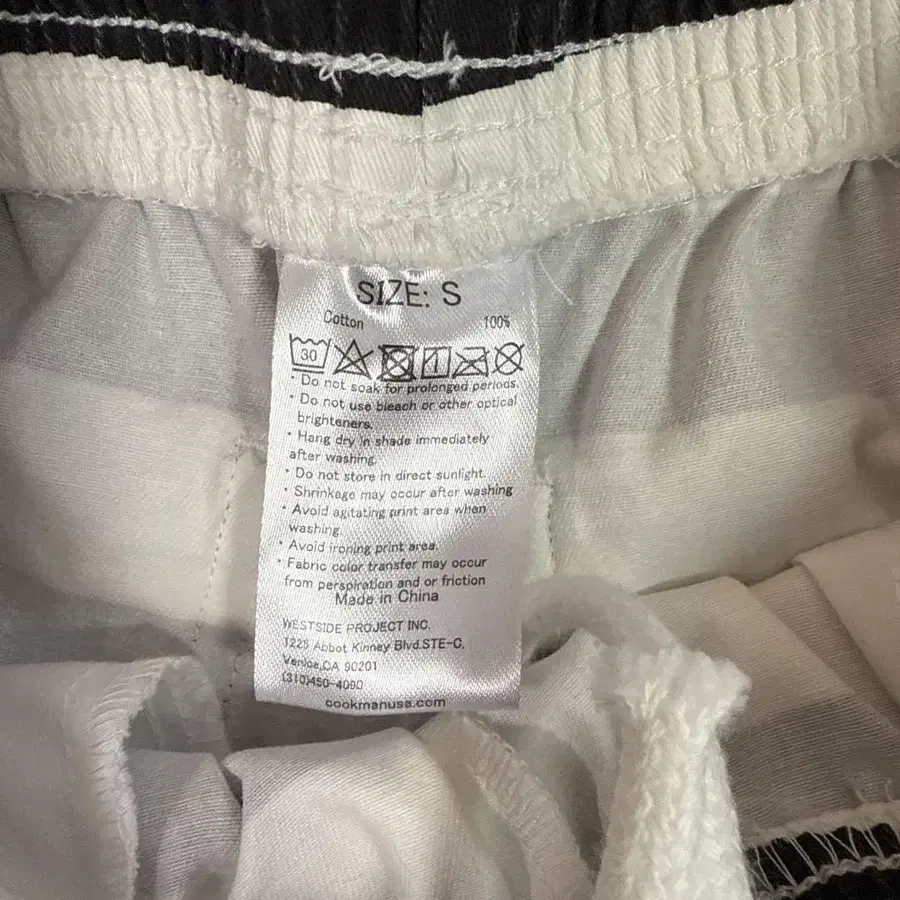 SIZE: S
Cotton 100%
30
• Do not soak for prolonged periods.
• Do not use bleach or other optical
brighteners.
• Hang dry in shade immediately
after washing.
• Do not store in direct sunlight.
• Shrinkage may occur after washing
• Avoid agitating print area when
washing.
• Avoid ironing print area.
• Fabric color transfer may occur
from perspiration and or friction
Made in China
WESTSIDE PROJECT INC.
1225 Abbot Kinney Blvd.STE-C,
Venice,CA 90201
(310)450-4090
cookmanusa.com